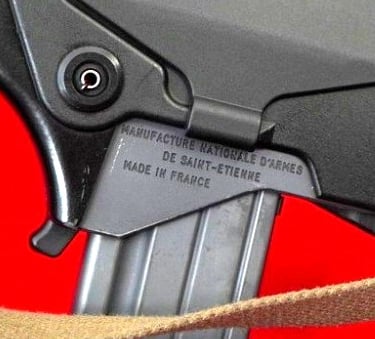 MANUFACTURE NATIONALE D'ARMES
DE SAINT-ETIENNE
MADE IN FRANCE